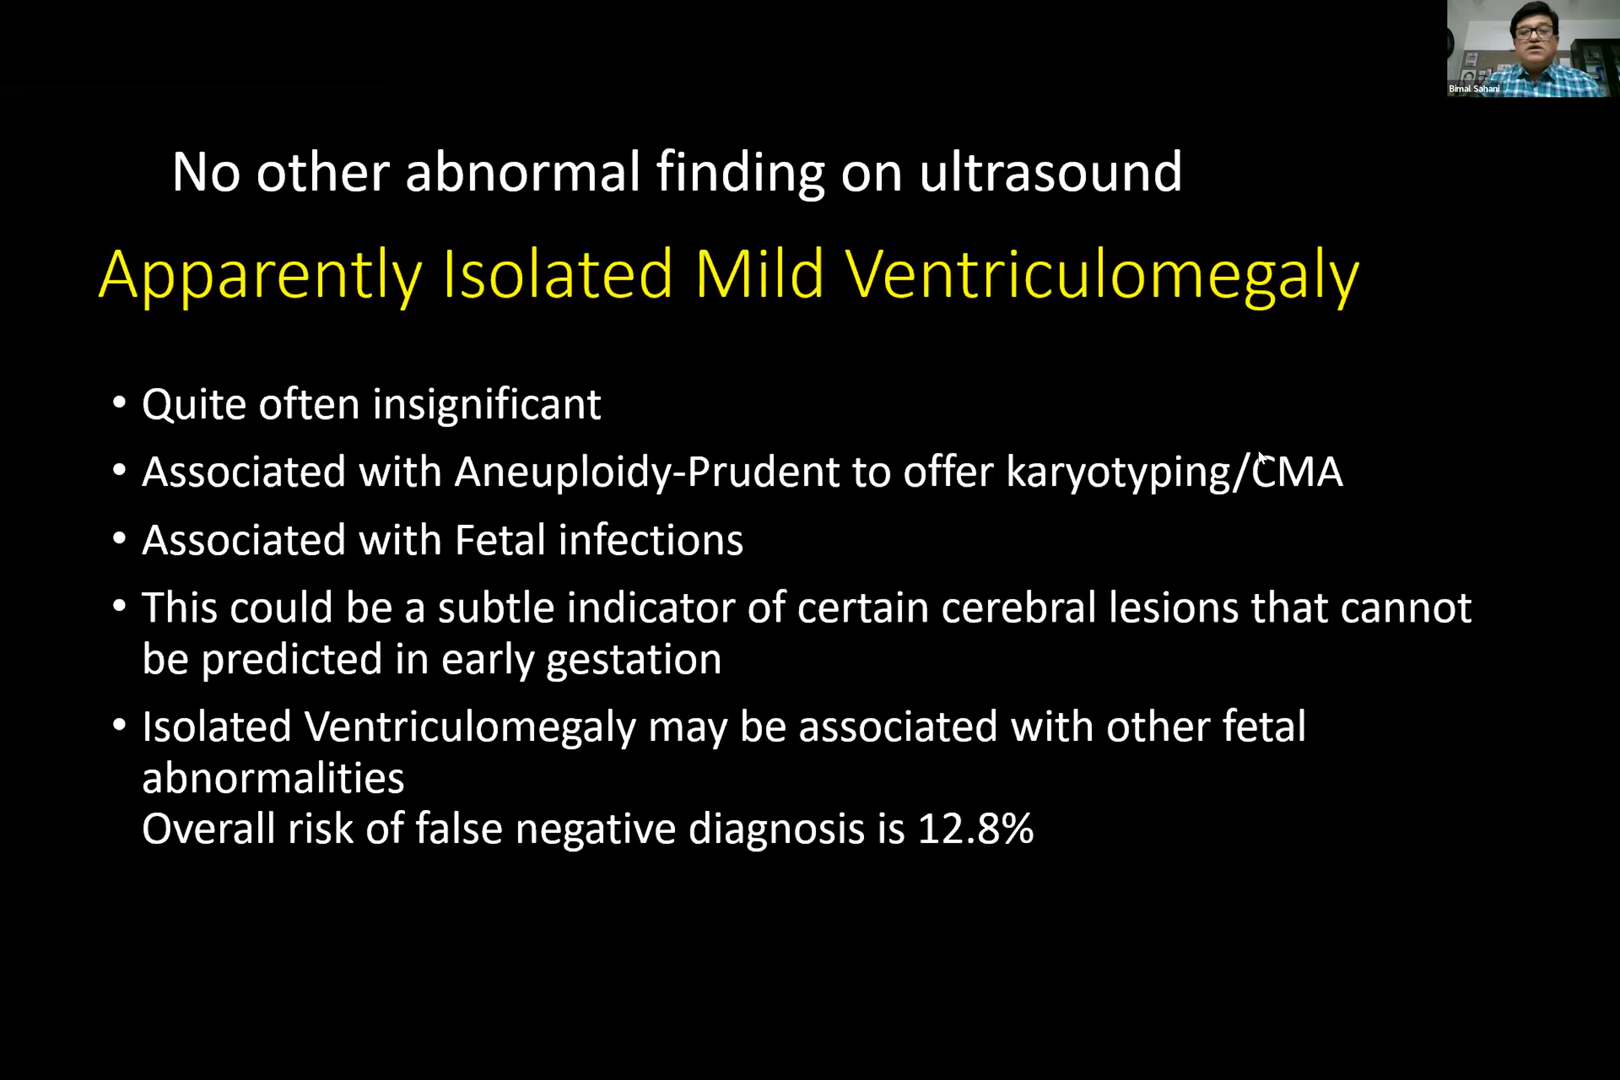 Bimal Sahani
No other abnormal finding on ultrasound
Apparently Isolated Mild Ventriculomegaly
• Quite often insignificant
• Associated with Aneuploidy-Prudent to offer karyotyping/CMA
• Associated with Fetal infections
• This could be a subtle indicator of certain cerebral lesions that cannot
be predicted in early gestation
• Isolated Ventriculomegaly may be associated with other fetal
abnormalities
Overall risk of false negative diagnosis is 12.8%